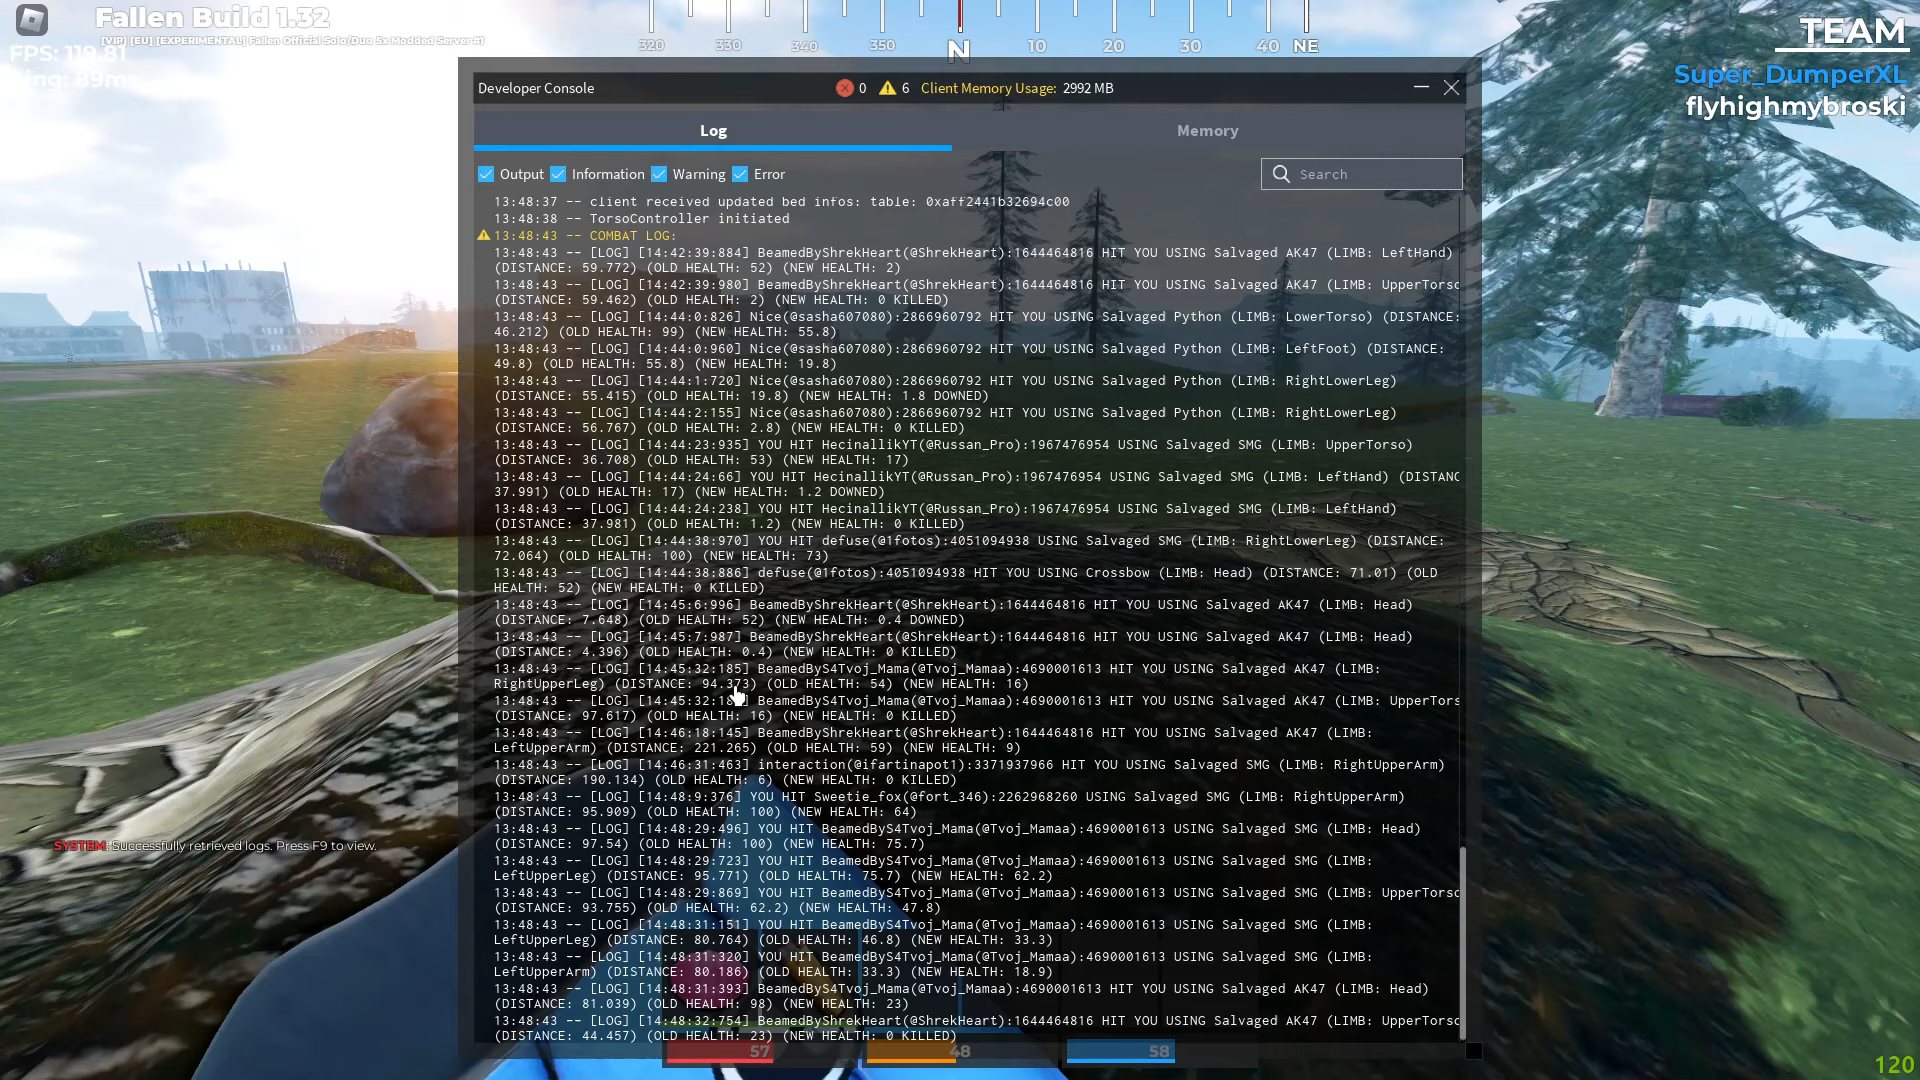 Fallen Build 1.32
[VIP] [EU] [EXPERIMENTAL] Fallen Official Solo/Duo 5x Modded Server #1
FPS: 119.81
Ping: 89ms
320 330 340 350 N 10 20 30 40 NE
TEAM
Super_DumperXL
flyhighmybroski
Developer Console 0 6 Client Memory Usage: 2992 MB
Log Memory
Output Information Warning Error Search
13:48:37 -- client received updated bed infos: table: 0xaff2441b32694c00
13:48:38 -- TorsoController initiated
13:48:43 -- COMBAT LOG:
13:48:43 -- [LOG] [14:42:39:884] BeamedByShrekHeart(@ShrekHeart):1644464816 HIT YOU USING Salvaged AK47 (LIMB: LeftHand)
(DISTANCE: 59.772) (OLD HEALTH: 52) (NEW HEALTH: 2)
13:48:43 -- [LOG] [14:42:39:980] BeamedByShrekHeart(@ShrekHeart):1644464816 HIT YOU USING Salvaged AK47 (LIMB: UpperTorso
(DISTANCE: 59.462) (OLD HEALTH: 2) (NEW HEALTH: 0 KILLED)
13:48:43 -- [LOG] [14:44:0:826] Nice(@sasha607080):2866960792 HIT YOU USING Salvaged Python (LIMB: LowerTorso) (DISTANCE:
46.212) (OLD HEALTH: 99) (NEW HEALTH: 55.8)
13:48:43 -- [LOG] [14:44:0:960] Nice(@sasha607080):2866960792 HIT YOU USING Salvaged Python (LIMB: LeftFoot) (DISTANCE:
49.8) (OLD HEALTH: 55.8) (NEW HEALTH: 19.8)
13:48:43 -- [LOG] [14:44:1:720] Nice(@sasha607080):2866960792 HIT YOU USING Salvaged Python (LIMB: RightLowerLeg)
(DISTANCE: 55.415) (OLD HEALTH: 19.8) (NEW HEALTH: 1.8 DOWNED)
13:48:43 -- [LOG] [14:44:2:155] Nice(@sasha607080):2866960792 HIT YOU USING Salvaged Python (LIMB: RightLowerLeg)
(DISTANCE: 56.767) (OLD HEALTH: 2.8) (NEW HEALTH: 0 KILLED)
13:48:43 -- [LOG] [14:44:23:935] YOU HIT HecinallikYT(@Russan_Pro):1967476954 USING Salvaged SMG (LIMB: UpperTorso)
(DISTANCE: 36.708) (OLD HEALTH: 53) (NEW HEALTH: 17)
13:48:43 -- [LOG] [14:44:24:66] YOU HIT HecinallikYT(@Russan_Pro):1967476954 USING Salvaged SMG (LIMB: LeftHand) (DISTANC
37.991) (OLD HEALTH: 17) (NEW HEALTH: 1.2 DOWNED)
13:48:43 -- [LOG] [14:44:24:238] YOU HIT HecinallikYT(@Russan_Pro):1967476954 USING Salvaged SMG (LIMB: LeftHand)
(DISTANCE: 37.981) (OLD HEALTH: 1.2) (NEW HEALTH: 0 KILLED)
13:48:43 -- [LOG] [14:44:38:970] YOU HIT defuse(@1fotos):4051094938 USING Salvaged SMG (LIMB: RightLowerLeg) (DISTANCE:
72.064) (OLD HEALTH: 100) (NEW HEALTH: 73)
13:48:43 -- [LOG] [14:44:38:886] defuse(@1fotos):4051094938 HIT YOU USING Crossbow (LIMB: Head) (DISTANCE: 71.01) (OLD
HEALTH: 52) (NEW HEALTH: 0 KILLED)
13:48:43 -- [LOG] [14:45:6:996] BeamedByShrekHeart(@ShrekHeart):1644464816 HIT YOU USING Salvaged AK47 (LIMB: Head)
(DISTANCE: 7.648) (OLD HEALTH: 52) (NEW HEALTH: 0.4 DOWNED)
13:48:43 -- [LOG] [14:45:7:987] BeamedByShrekHeart(@ShrekHeart):1644464816 HIT YOU USING Salvaged AK47 (LIMB: Head)
(DISTANCE: 4.396) (OLD HEALTH: 0.4) (NEW HEALTH: 0 KILLED)
13:48:43 -- [LOG] [14:45:32:185] BeamedByS4Tvoj_Mama(@Tvoj_Mamaa):4690001613 HIT YOU USING Salvaged AK47 (LIMB:
RightUpperLeg) (DISTANCE: 94.373) (OLD HEALTH: 54) (NEW HEALTH: 16)
13:48:43 -- [LOG] BeamedByS4Tvoj_Mama(@Tvoj_Mamaa):4690001613 HIT YOU USING Salvaged AK47 (LIMB: UpperTors
(DISTANCE: 97.617) (OLD HEALTH: 16) (NEW HEALTH: 0 KILLED)
13:48:43 -- [LOG] [14:46:18:145] BeamedByShrekHeart(@ShrekHeart):1644464816 HIT YOU USING Salvaged AK47 (LIMB:
LeftUpperArm) (DISTANCE: 221.265) (OLD HEALTH: 59) (NEW HEALTH: 9)
13:48:43 -- [LOG] [14:46:31:463] interaction(@ifartinapot1):3371937966 HIT YOU USING Salvaged SMG (LIMB: RightUpperArm)
(DISTANCE: 190.134) (OLD HEALTH: 6) (NEW HEALTH: 0 KILLED)
13:48:43 -- [LOG] [14:48:9:376] YOU HIT Sweetie_fox(@fort_346):2262968260 USING Salvaged SMG (LIMB: RightUpperArm)
(DISTANCE: 95.909) (OLD HEALTH: 100) (NEW HEALTH: 64)
13:48:43 -- [LOG] [14:48:29:496] YOU HIT BeamedByS4Tvoj_Mama(@Tvoj_Mamaa):4690001613 USING Salvaged SMG (LIMB: Head)
(DISTANCE: 97.54) (OLD HEALTH: 100) (NEW HEALTH: 75.7)
SYSTEM: Successfully retrieved logs. Press F9 to view.
13:48:43 -- [LOG] [14:48:29:723] YOU HIT BeamedByS4Tvoj_Mama(@Tvoj_Mamaa):4690001613 USING Salvaged SMG (LIMB:
LeftUpperLeg) (DISTANCE: 95.771) (OLD HEALTH: 75.7) (NEW HEALTH: 62.2)
13:48:43 -- [LOG] [14:48:29:869] YOU HIT BeamedByS4Tvoj_Mama(@Tvoj_Mamaa):4690001613 USING Salvaged SMG (LIMB: UpperTorso
(DISTANCE: 93.755) (OLD HEALTH: 62.2) (NEW HEALTH: 47.8)
13:48:43 -- [LOG] [14:48:31:151] YOU HIT BeamedByS4Tvoj_Mama(@Tvoj_Mamaa):4690001613 USING Salvaged SMG (LIMB:
LeftUpperLeg) (DISTANCE: 80.764) (OLD HEALTH: 46.8) (NEW HEALTH: 33.3)
13:48:43 -- [LOG] [14:48:31:320] YOU HIT BeamedByS4Tvoj_Mama(@Tvoj_Mamaa):4690001613 USING Salvaged SMG (LIMB:
LeftUpperArm) (DISTANCE: 80.186) (OLD HEALTH: 33.3) (NEW HEALTH: 18.9)
13:48:43 -- [LOG] [14:48:31:393] BeamedByS4Tvoj_Mama(@Tvoj_Mamaa):4690001613 HIT YOU USING Salvaged AK47 (LIMB: Head)
(DISTANCE: 81.039) (OLD HEALTH: 98) (NEW HEALTH: 23)
13:48:43 -- [LOG] [14:48:32:754] BeamedByShrekHeart(@ShrekHeart):1644464816 HIT YOU USING Salvaged AK47 (LIMB: UpperTorso
(DISTANCE: 44.457) (OLD HEALTH: 23) (NEW HEALTH: 0 KILLED)
57 48 58
120